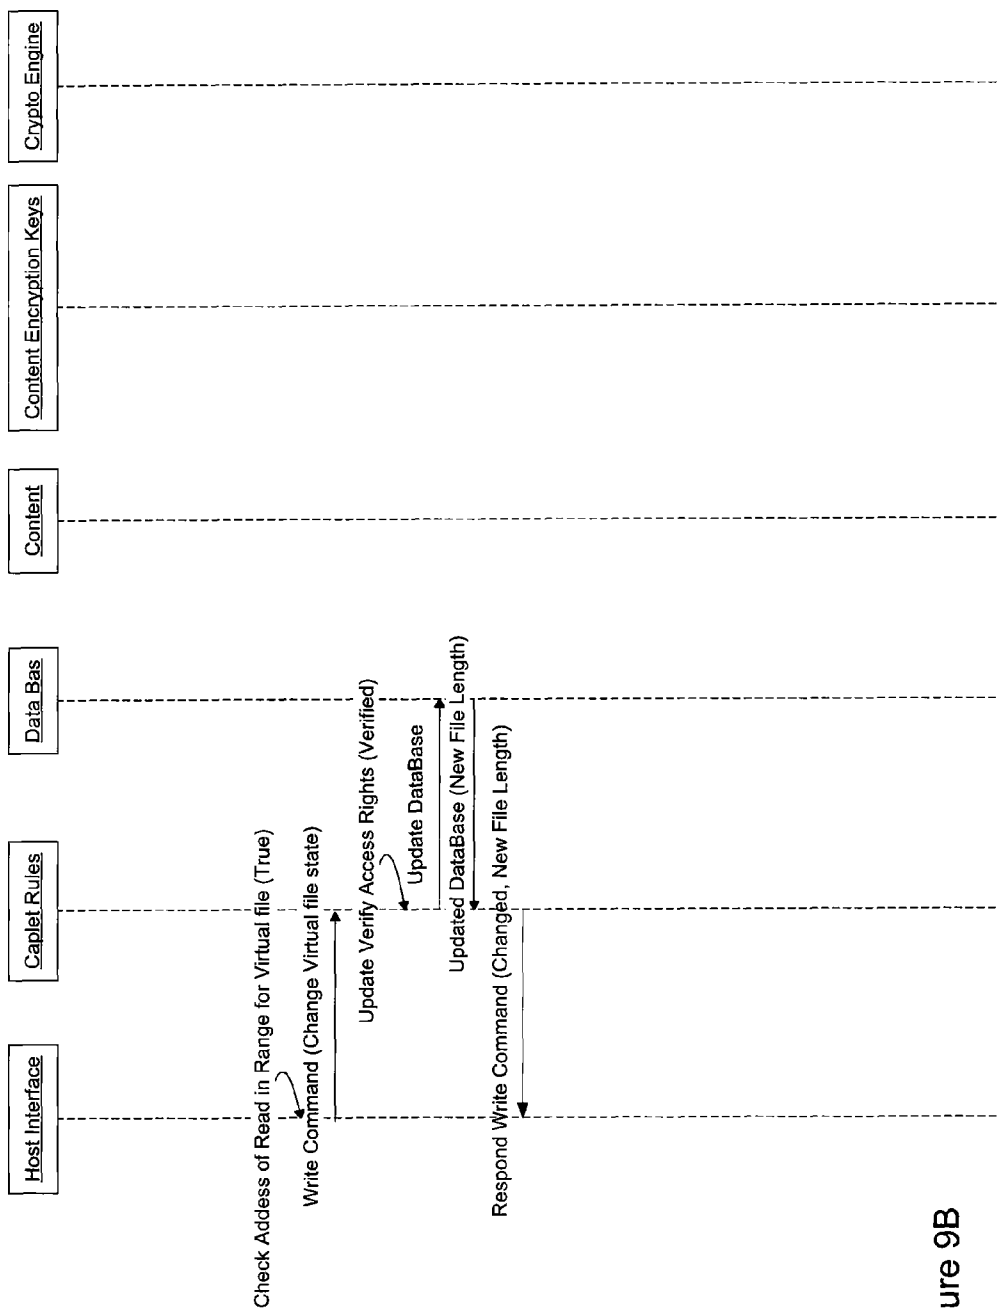 Host Interface
Caplet Rules
Data Bas
Content
Content Encryption Keys
Crypto Engine
Check Addess of Read in Range for Virtual file (True)
Write Command (Change Virtual file state)
Update Verify Access Rights (Verified)
Update DataBase
Updated DataBase (New File Length)
Respond Write Command (Changed, New File Length)
ure 9B